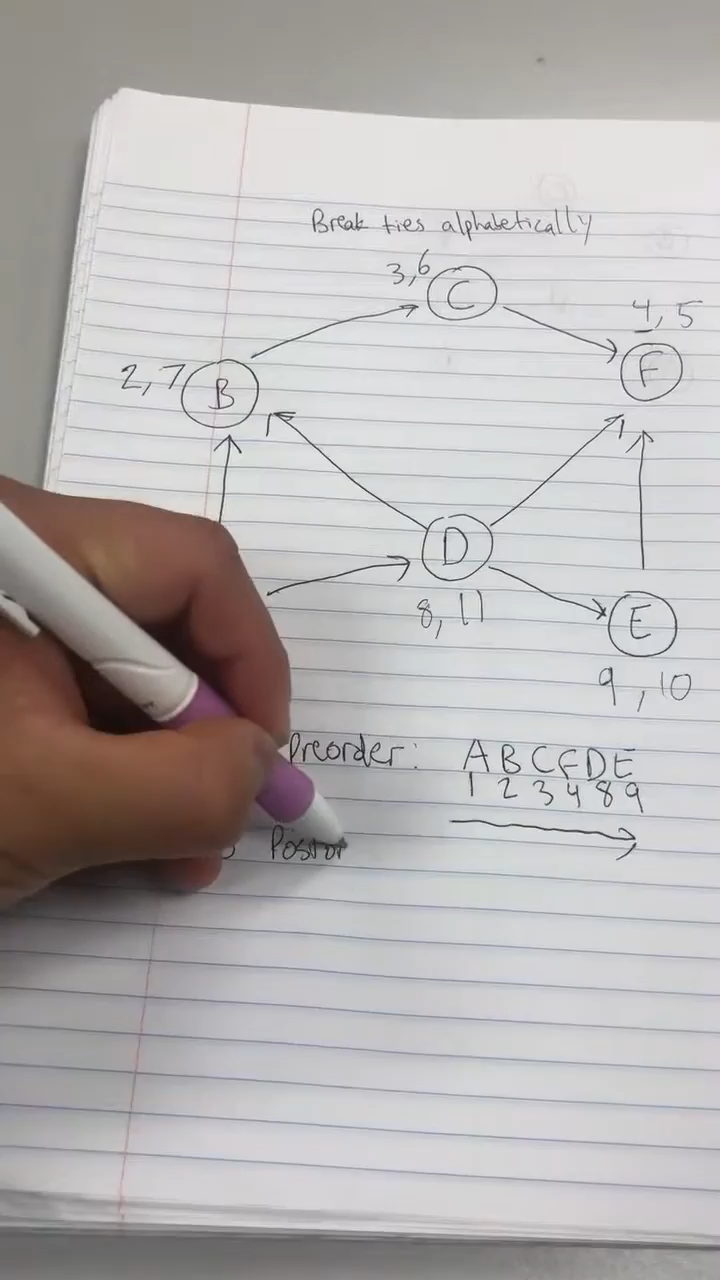 Break ties alphabetically
3,6 C
4, 5
F
2,7 B
D
8, 11
E
9, 10
Preorder: ABCFDE
1 2 3 4 8 9
Postor